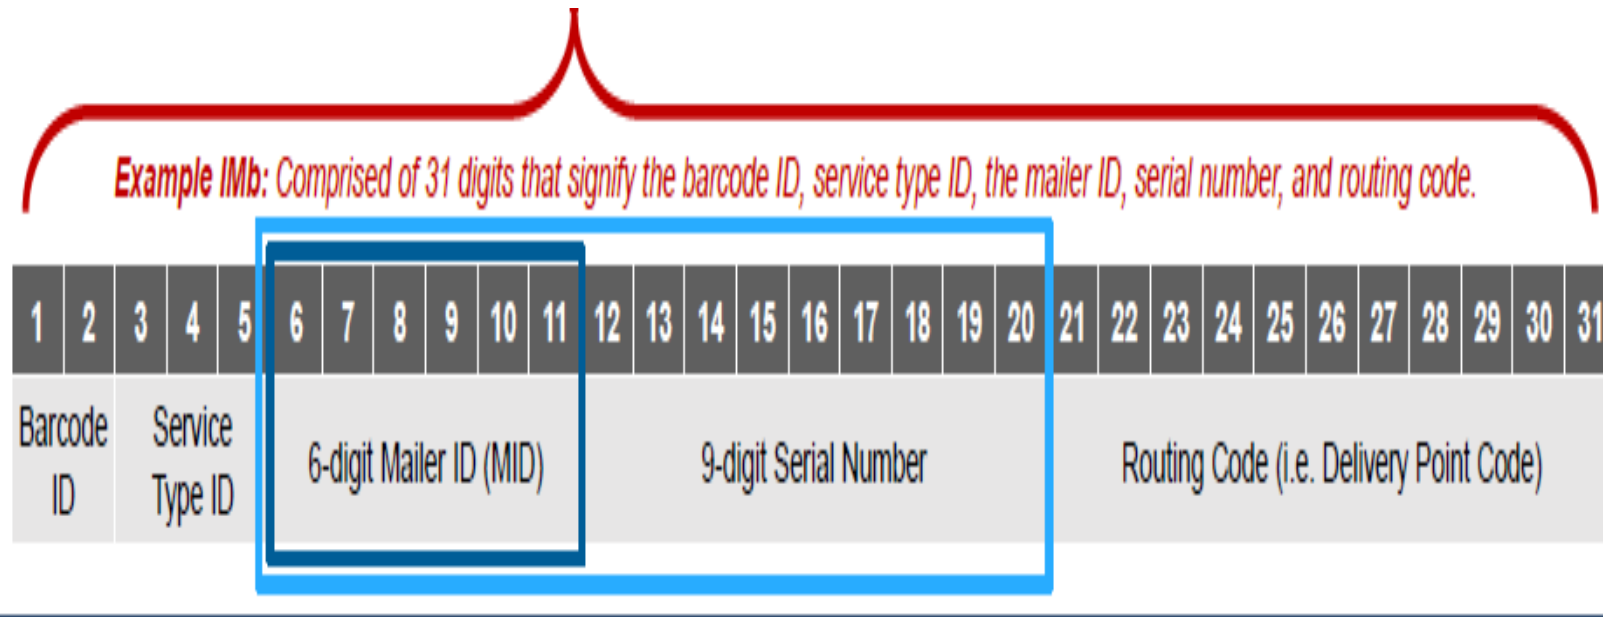 Example IMb: Comprised of 31 digits that signify the barcode ID, service type ID, the mailer ID, serial number, and routing code.
1 2 3 4 5 6 7 8 9 10 11 12 13 14 15 16 17 18 19 20 21 22 23 24 25 26 27 28 29 30 31
Barcode
ID
Service
Type ID
6-digit Mailer ID (MID)
9-digit Serial Number
Routing Code (i.e. Delivery Point Code)